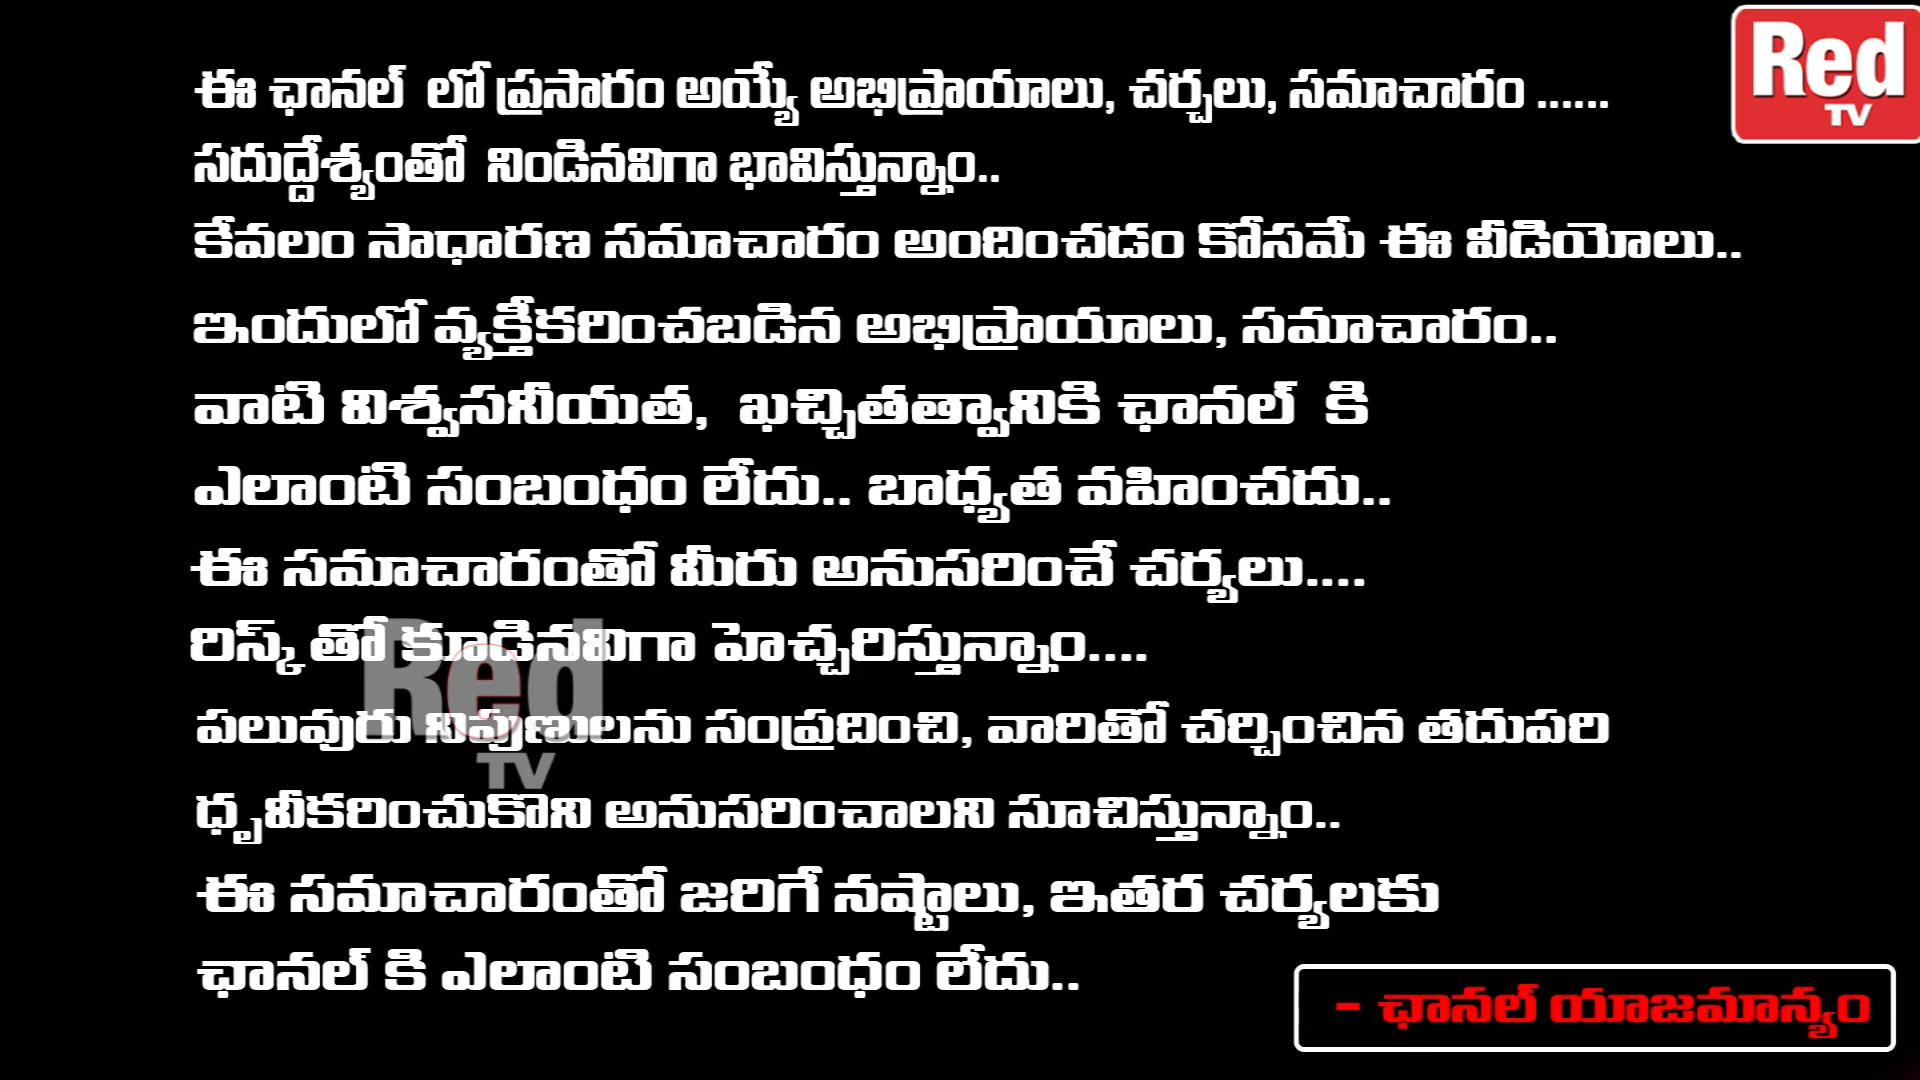 Red
TV
ఈ ఛానల్ లో ప్రసారం అయ్యే అభిప్రాయాలు, చర్చలు, సమాచారం ......
సదుద్దేశ్యంతో నిండినవిగా భావిస్తున్నాం..
కేవలం సాధారణ సమాచారం అందించడం కోసమే ఈ వీడియోలు..
ఇందులో వ్యక్తీకరించబడిన అభిప్రాయాలు, సమాచారం..
వాటి విశ్వసనీయత, ఖచ్చితత్వానికి ఛానల్ కి
ఎలాంటి సంబంధం లేదు.. బాధ్యత వహించదు..
ఈ సమాచారంతో మీరు అనుసరించే చర్యలు....
రిస్క్ తో కూడినవిగా హెచ్చరిస్తున్నాం....
Red
పలువురు నిపుణులను సంప్రదించి, వారితో చర్చించిన తదుపరి
TV
ధృవీకరించుకొని అనుసరించాలని సూచిస్తున్నాం..
ఈ సమాచారంతో జరిగే నష్టాలు, ఇతర చర్యలకు
ఛానల్ కి ఎలాంటి సంబంధం లేదు..
- ఛానల్ యాజమాన్యం